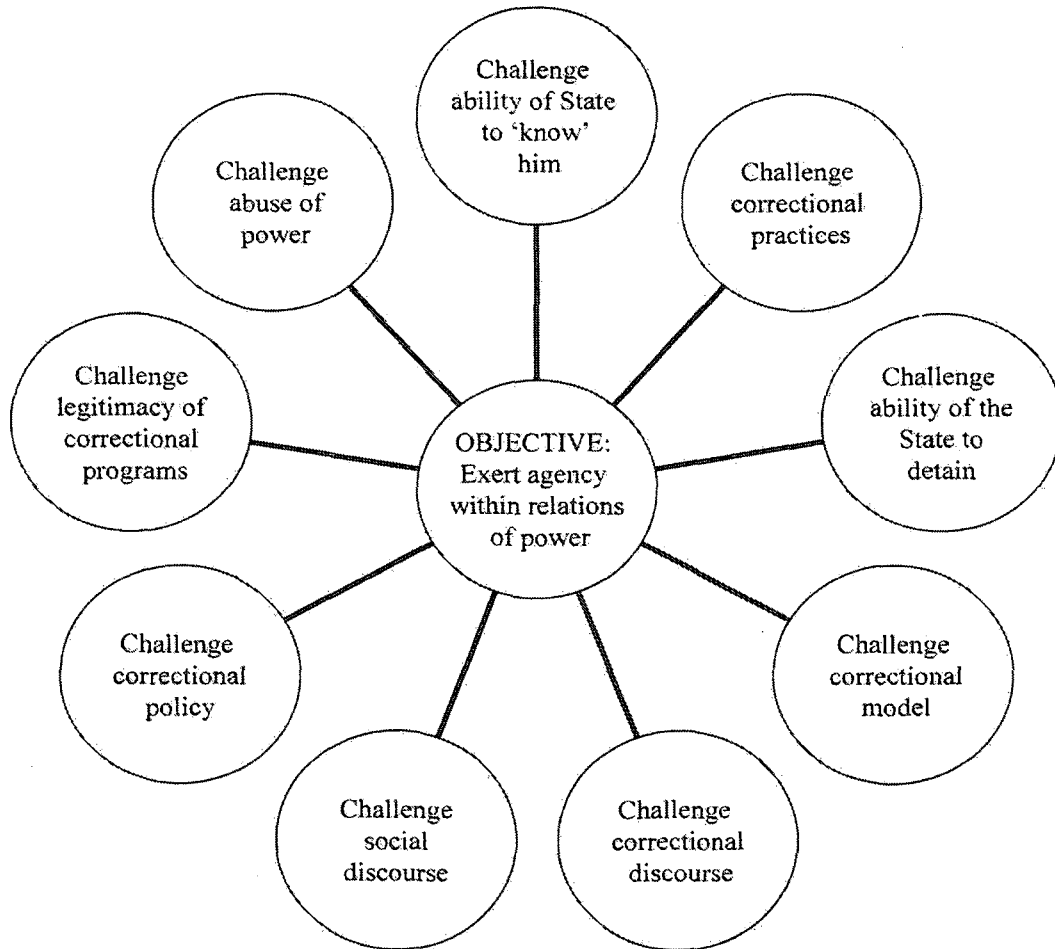 Challenge
ability of State
to ‘know’
him
Challenge
abuse of
power
Challenge
correctional
practices
Challenge
legitimacy of
correctional
programs
Challenge
ability of the
State to
detain
OBJECTIVE:
Exert agency
within relations
of power
Challenge
correctional
policy
Challenge
correctional
model
Challenge
social
discourse
Challenge
correctional
discourse